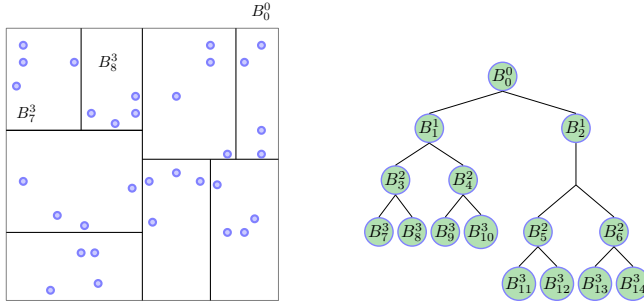 B_0^0
B_8^3
B_7^3
B_0^0
B_1^1 B_2^1
B_3^2 B_4^2
B_7^3 B_8^3 B_9^3 B_10^3 B_5^2 B_6^2
B_11^3 B_12^3 B_13^3 B_14^3